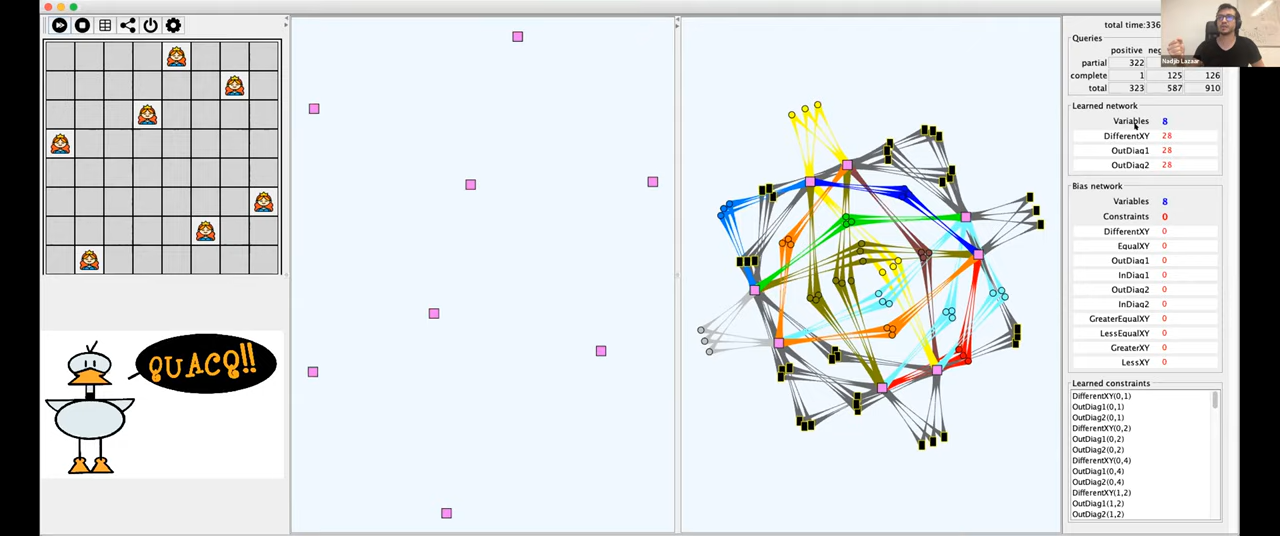 total time:336
Nadjib Lazaar
Queries
positive neg
partial 322
complete 1 125 126
total 323 587 910
Learned network
Variables 8
DifferentXY 28
OutDiag1 28
OutDiag2 28
Bias network
Variables 8
Constraints 0
DifferentXY 0
EqualXY 0
OutDiag1 0
InDiag1 0
OutDiag2 0
InDiag2 0
GreaterEqualXY 0
LessEqualXY 0
GreaterXY 0
LessXY 0
Learned constraints
DifferentXY(0,1)
OutDiag1(0,1)
OutDiag2(0,1)
DifferentXY(0,2)
OutDiag1(0,2)
OutDiag2(0,2)
DifferentXY(0,4)
OutDiag1(0,4)
OutDiag2(0,4)
DifferentXY(1,2)
OutDiag1(1,2)
OutDiag2(1,2)
QUACQ!!